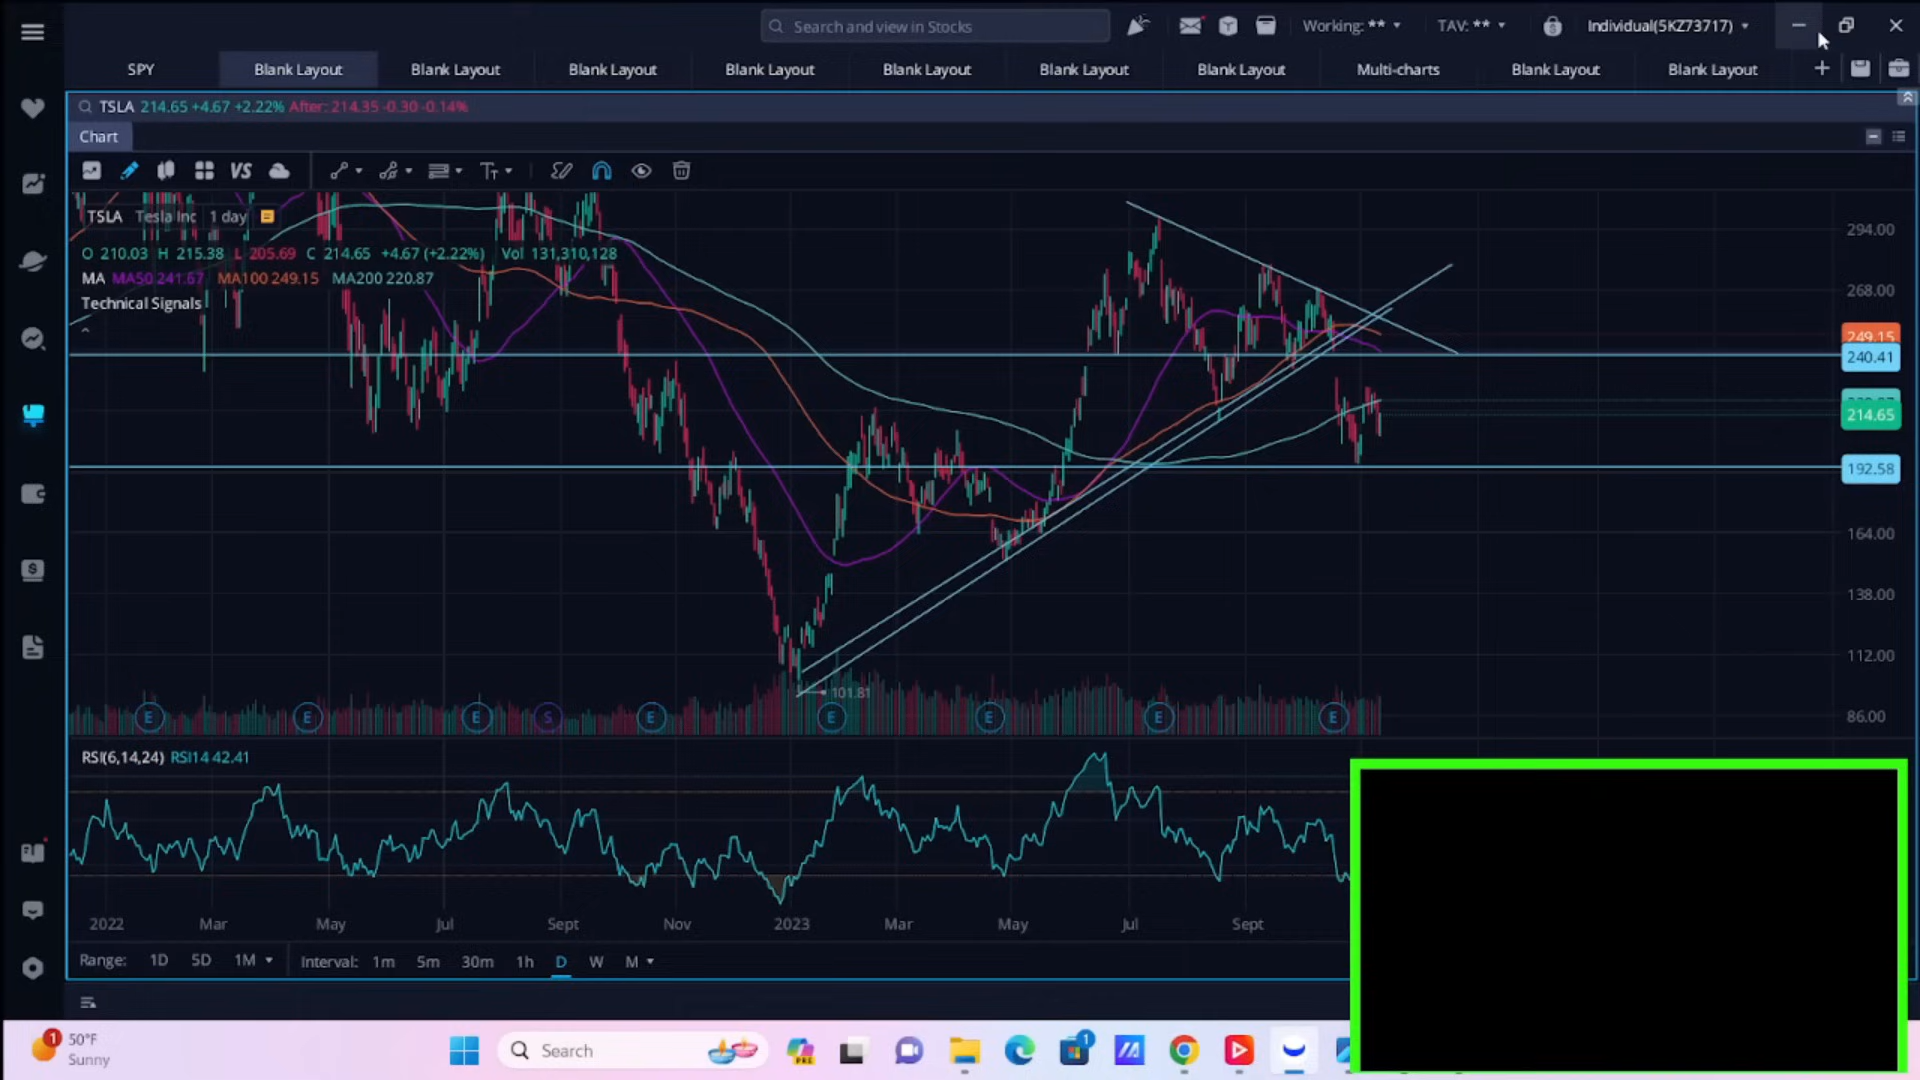 Search and view in Stocks
Working: **
TAV: **
Individual(5KZ73717)
SPY
Blank Layout
Blank Layout
Blank Layout
Blank Layout
Blank Layout
Blank Layout
Blank Layout
Multi-charts
Blank Layout
Blank Layout
TSLA 214.65 +4.67 +2.22% After: 214.35 -0.30 -0.14%
Chart
VS
TSLA Tesla Inc 1 day
O 210.03 H 215.38 L 205.69 C 214.65 +4.67 (+2.22%) Vol 131,310,128
MA MA50 241.67 MA100 249.15 MA200 220.87
Technical Signals
294.00
268.00
249.15
240.41
214.65
192.58
164.00
138.00
112.00
86.00
101.81
E
E
E
S
E
E
E
E
E
RSI(6,14,24) RSI14 42.41
2022
Mar
May
Jul
Sept
Nov
2023
Mar
May
Jul
Sept
Range: 1D 5D 1M
Interval: 1m 5m 30m 1h D W M
1
50°F
Sunny
Search
PRE
1